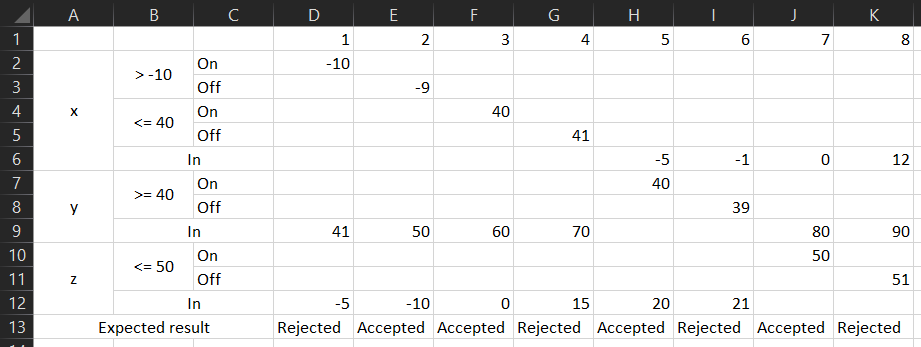 A B C D E F G H I J K
1 1 2 3 4 5 6 7 8
2 > -10 On -10
3 Off -9
4 x <= 40 On 40
5 Off 41
6 In -5 -1 0 12
7 >= 40 On 40
8 y Off 39
9 In 41 50 60 70 80 90
10 <= 50 On 50
11 z Off 51
12 In -5 -10 0 15 20 21
13 Expected result Rejected Accepted Accepted Rejected Accepted Rejected Accepted Rejected